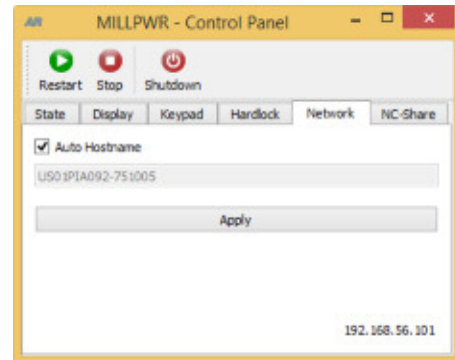 MILLPWR - Control Panel
Restart Stop Shutdown
State Display Keypad Hardlock Network NC-Share
Auto Hostname
US01PIA092-751005
Apply
192.168.56.101